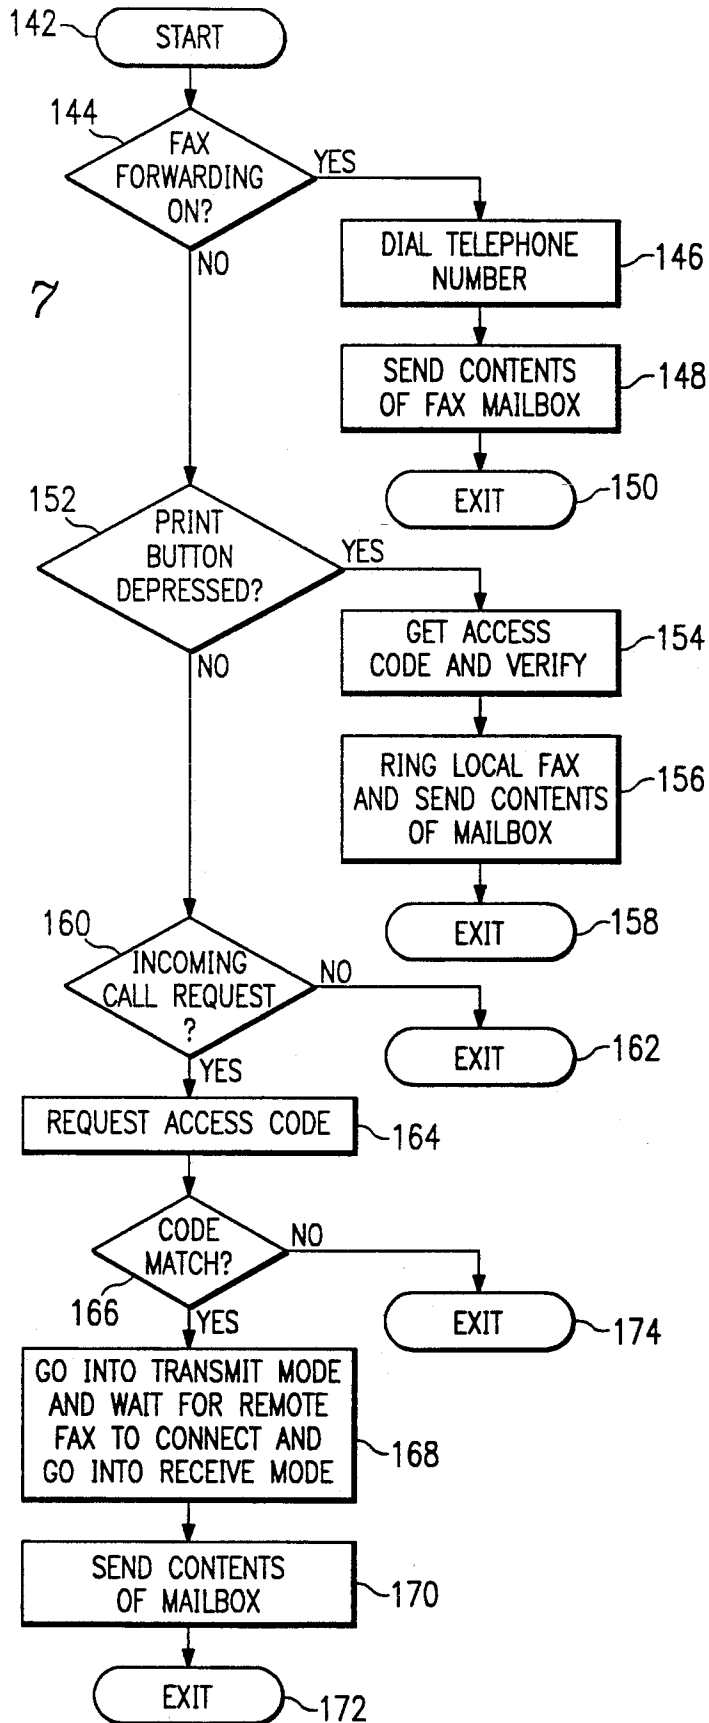 142
START
144
FAX
FORWARDING
ON?
YES
NO
DIAL TELEPHONE
NUMBER
146
7
SEND CONTENTS
OF FAX MAILBOX
148
EXIT
150
152
PRINT
BUTTON
DEPRESSED?
YES
NO
GET ACCESS
CODE AND VERIFY
154
RING LOCAL FAX
AND SEND CONTENTS
OF MAILBOX
156
EXIT
158
160
INCOMING
CALL REQUEST
?
NO
YES
EXIT
162
REQUEST ACCESS CODE
164
CODE
MATCH?
NO
166
YES
EXIT
174
GO INTO TRANSMIT MODE
AND WAIT FOR REMOTE
FAX TO CONNECT AND
GO INTO RECEIVE MODE
168
SEND CONTENTS
OF MAILBOX
170
EXIT
172